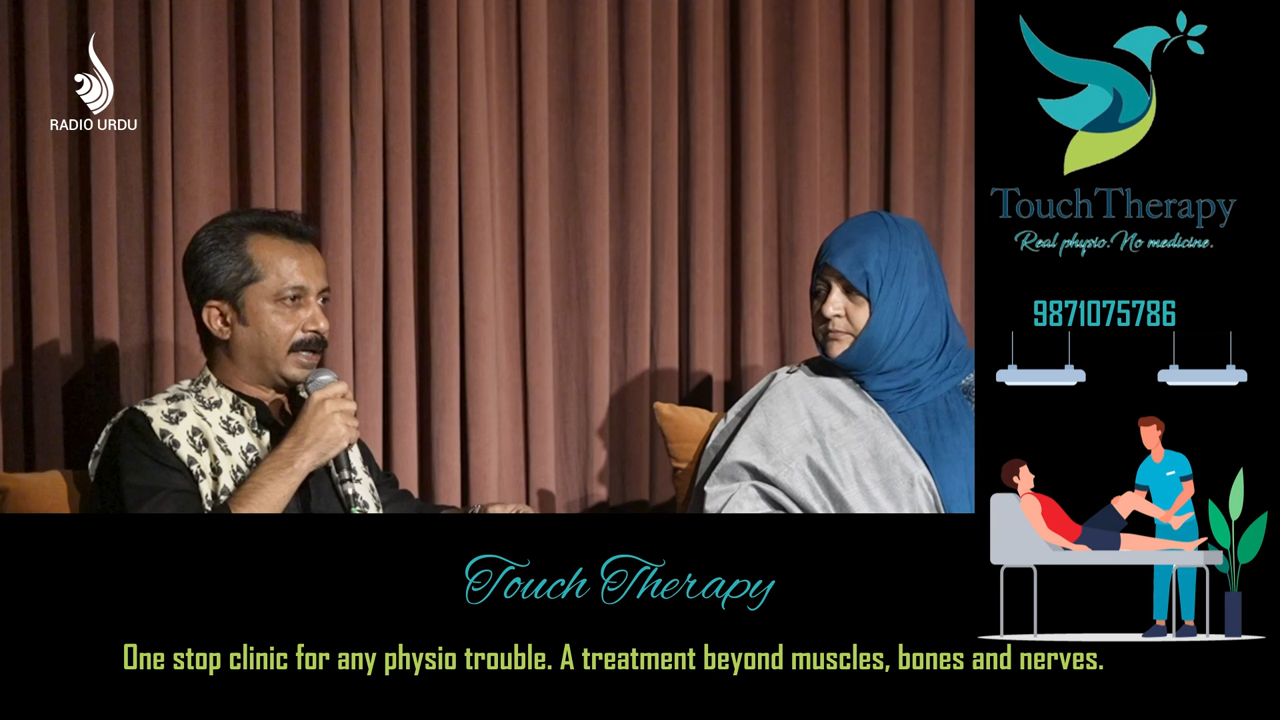 RADIO URDU
TouchTherapy
Real physio. No medicine.
9871075786
Touch Therapy
One stop clinic for any physio trouble. A treatment beyond muscles, bones and nerves.